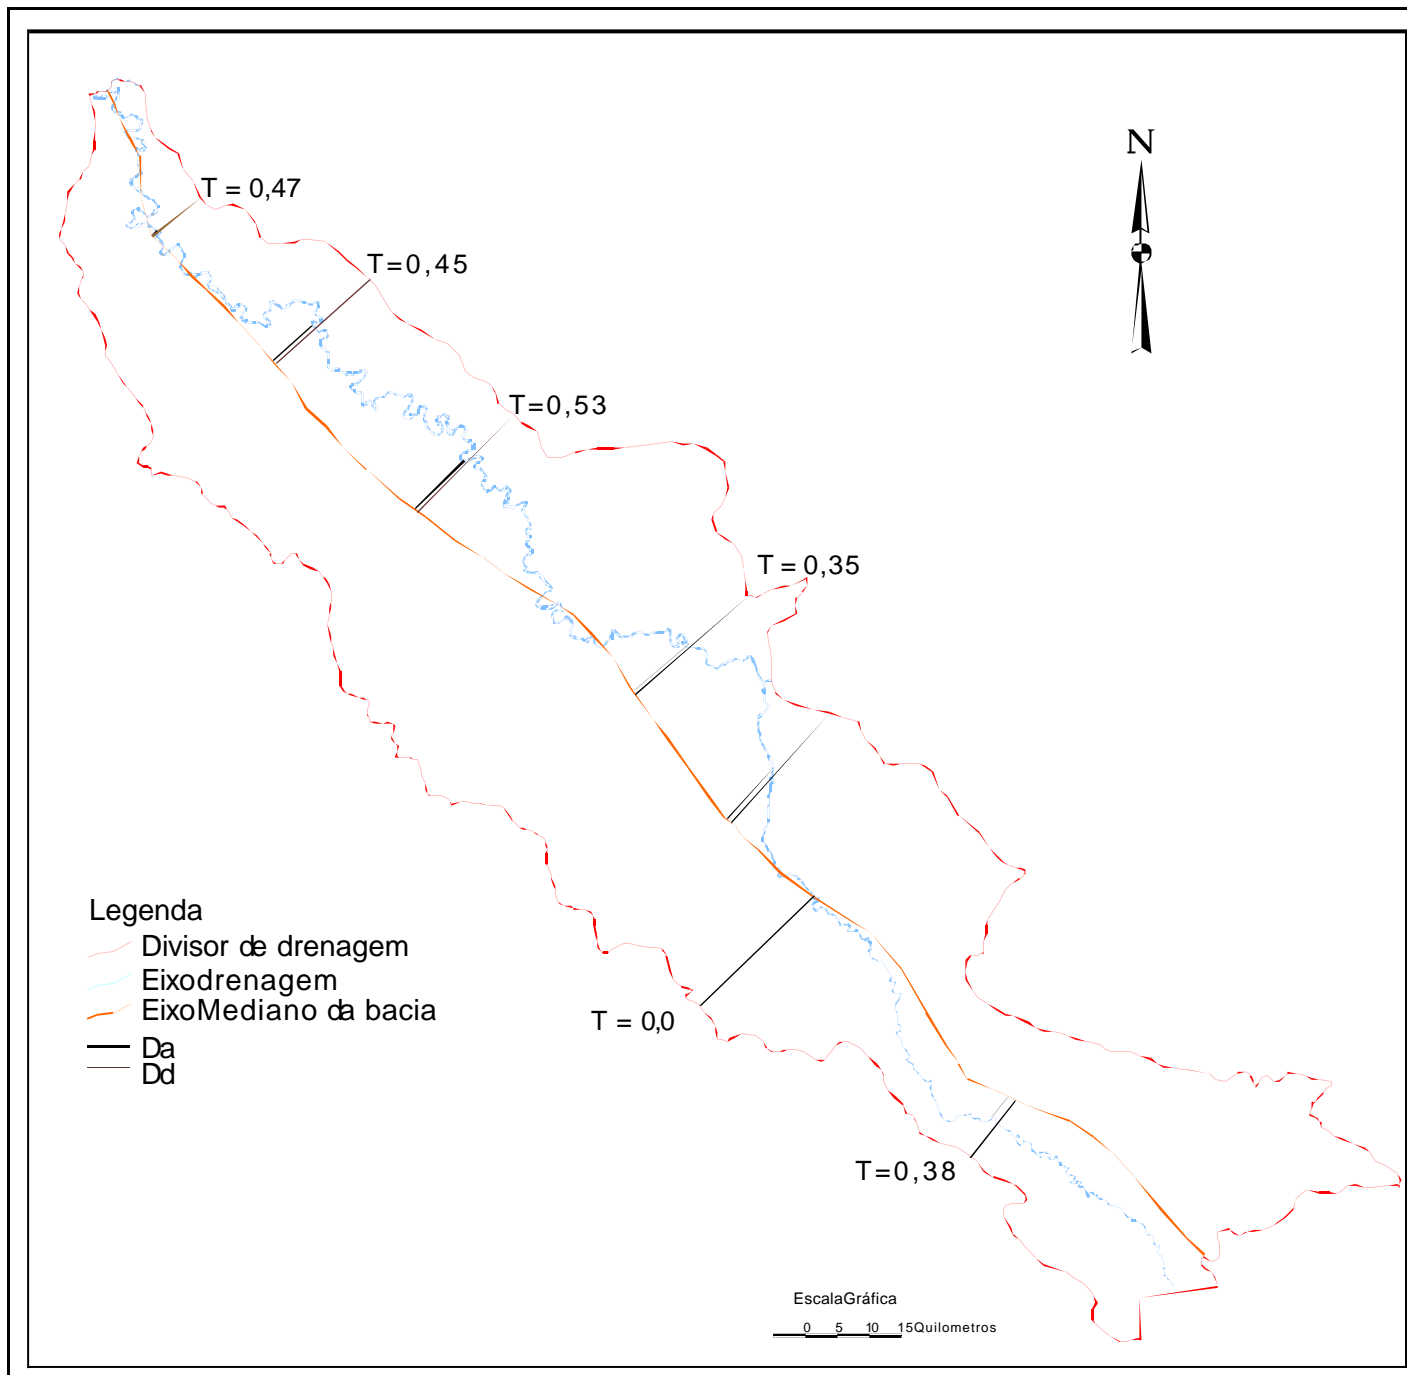 N
T = 0,47
T=0,45
T=0,53
T = 0,35
Legenda
Divisor de drenagem
Eixodrenagem
EixoMediano da bacia
Da
Dd
T = 0,0
T=0,38
EscalaGráfica
0 5 10 15Quilometros